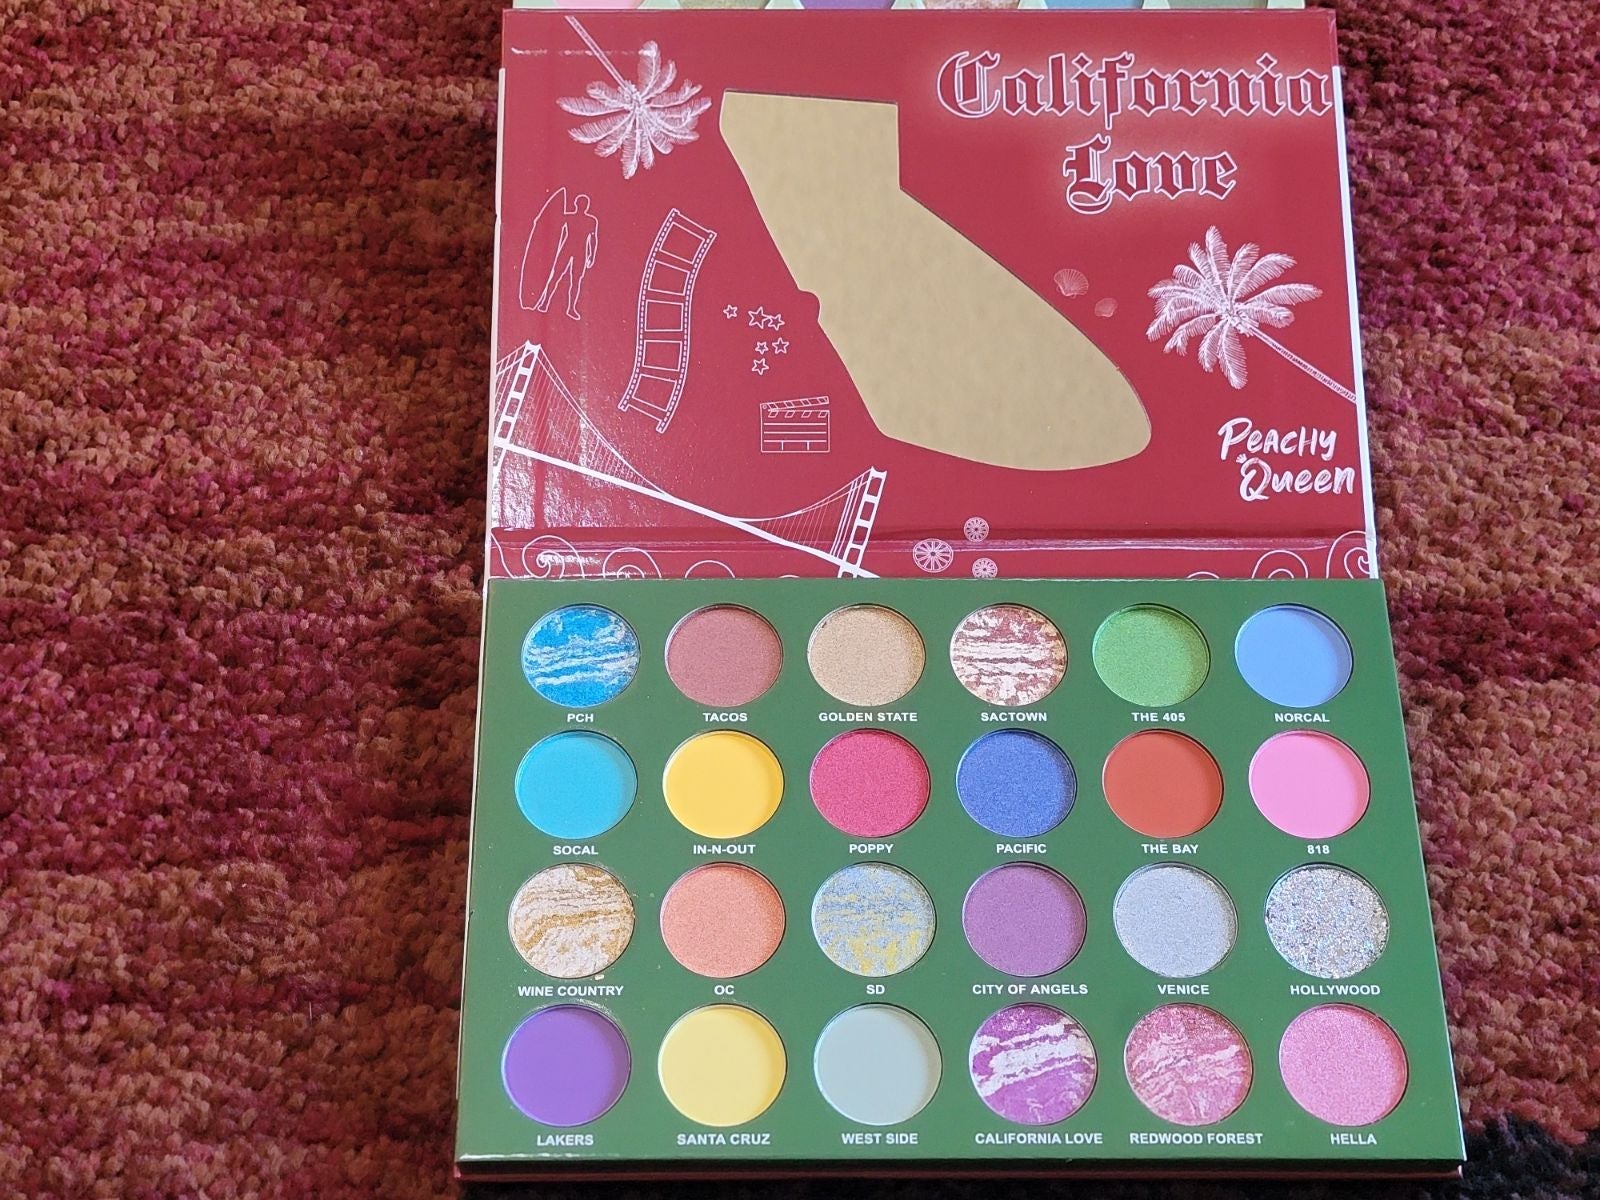 California
Love
PEACHY
Queen
PCH
TACOS
GOLDEN STATE
SACTOWN
THE 405
NORCAL
SOCAL
IN-N-OUT
POPPY
PACIFIC
THE BAY
818
WINE COUNTRY
OC
SD
CITY OF ANGELS
VENICE
HOLLYWOOD
LAKERS
SANTA CRUZ
WEST SIDE
CALIFORNIA LOVE
REDWOOD FOREST
HELLA